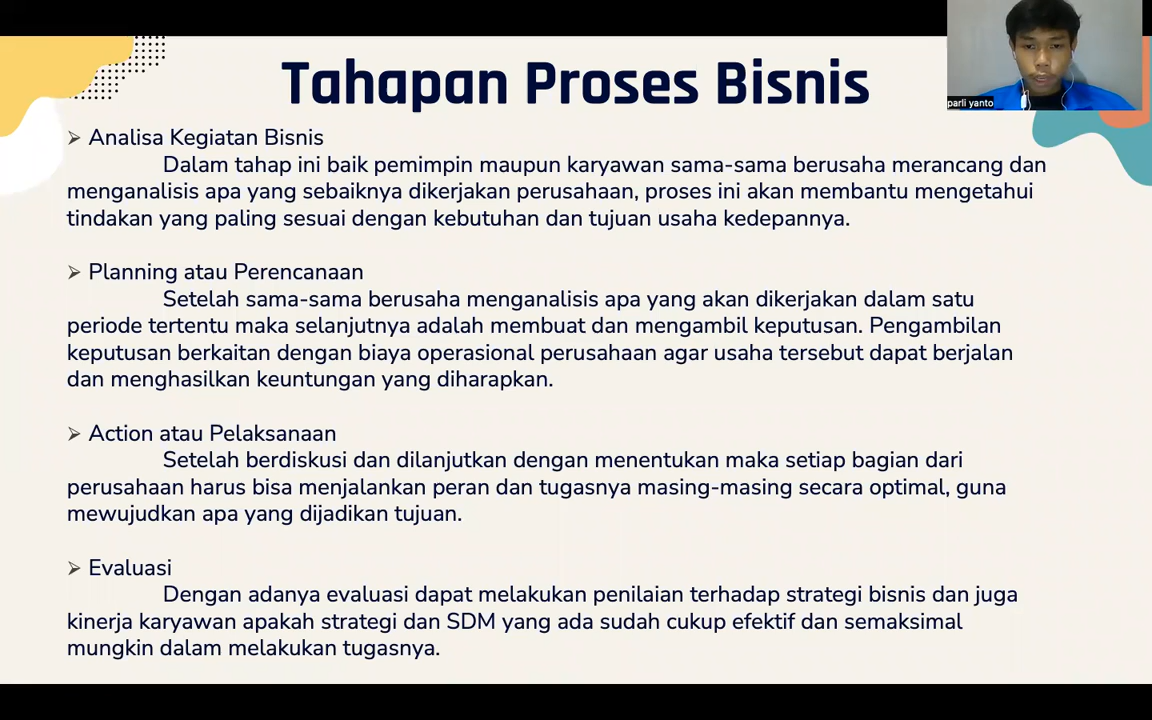 Tahapan Proses Bisnis
parli yanto
➢ Analisa Kegiatan Bisnis
Dalam tahap ini baik pemimpin maupun karyawan sama-sama berusaha merancang dan
menganalisis apa yang sebaiknya dikerjakan perusahaan, proses ini akan membantu mengetahui
tindakan yang paling sesuai dengan kebutuhan dan tujuan usaha kedepannya.
➢ Planning atau Perencanaan
Setelah sama-sama berusaha menganalisis apa yang akan dikerjakan dalam satu
periode tertentu maka selanjutnya adalah membuat dan mengambil keputusan. Pengambilan
keputusan berkaitan dengan biaya operasional perusahaan agar usaha tersebut dapat berjalan
dan menghasilkan keuntungan yang diharapkan.
➢ Action atau Pelaksanaan
Setelah berdiskusi dan dilanjutkan dengan menentukan maka setiap bagian dari
perusahaan harus bisa menjalankan peran dan tugasnya masing-masing secara optimal, guna
mewujudkan apa yang dijadikan tujuan.
➢ Evaluasi
Dengan adanya evaluasi dapat melakukan penilaian terhadap strategi bisnis dan juga
kinerja karyawan apakah strategi dan SDM yang ada sudah cukup efektif dan semaksimal
mungkin dalam melakukan tugasnya.